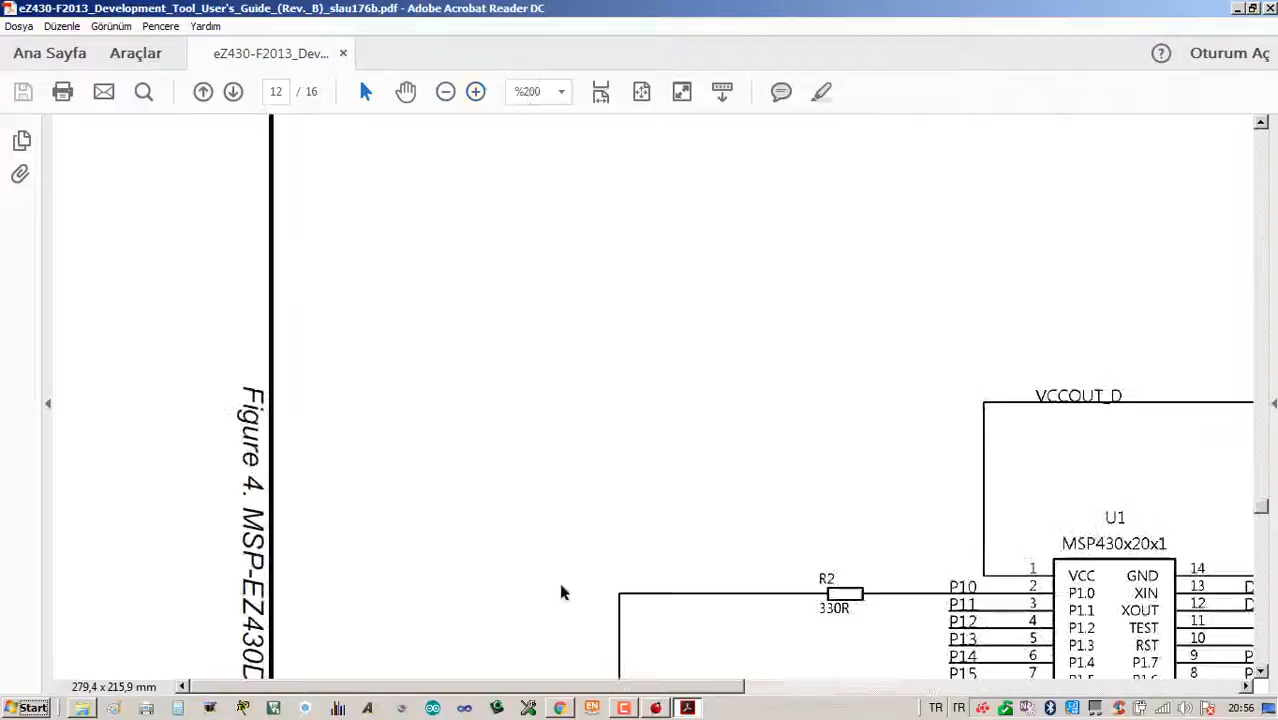 eZ430-F2013_Development_Tool_User's_Guide_(Rev._B)_slau176b.pdf - Adobe Acrobat Reader DC
Dosya Düzenle Görünüm Pencere Yardım
Ana Sayfa Araçlar eZ430-F2013_Dev... × Oturum Aç
12 / 16 %200
Figure 4. MSP-EZ430D
VCCOUT_D
U1
MSP430x20x1
R2
330R
P10
P11
P12
P13
P14
P15
1 VCC GND 14
2 P1.0 XIN 13
3 P1.1 XOUT 12
4 P1.2 TEST 11
5 P1.3 RST 10
6 P1.4 P1.7 9
7 8
279,4 x 215,9 mm
Start EN TR FR 20:56